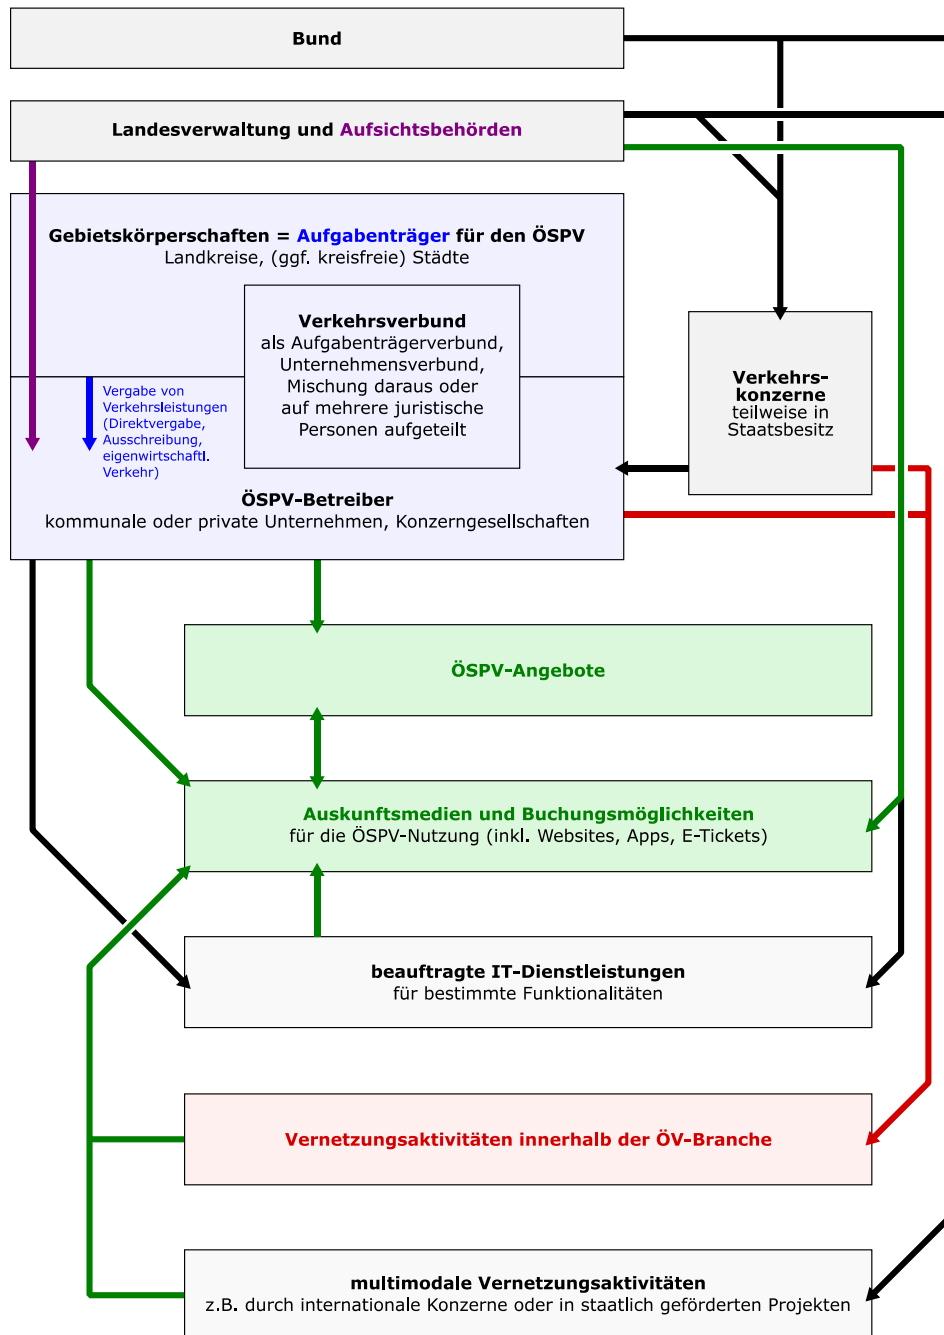 Bund
Landesverwaltung und Aufsichtsbehörden
Gebietskörperschaften = Aufgabenträger für den ÖSPV
Landkreise, (ggf. kreisfreie) Städte
Verkehrsverbund
als Aufgabenträgerverbund,
Unternehmensverbund,
Mischung daraus oder
auf mehrere juristische
Personen aufgeteilt
Verkehrs-
konzerne
teilweise in
Staatsbesitz
Vergabe von
Verkehrsleistungen
(Direktvergabe,
Ausschreibung,
eigenwirtschaftl.
Verkehr)
ÖSPV-Betreiber
kommunale oder private Unternehmen, Konzerngesellschaften
ÖSPV-Angebote
Auskunftsmedien und Buchungsmöglichkeiten
für die ÖSPV-Nutzung (inkl. Websites, Apps, E-Tickets)
beauftragte IT-Dienstleistungen
für bestimmte Funktionalitäten
Vernetzungsaktivitäten innerhalb der ÖV-Branche
multimodale Vernetzungsaktivitäten
z.B. durch internationale Konzerne oder in staatlich geförderten Projekten